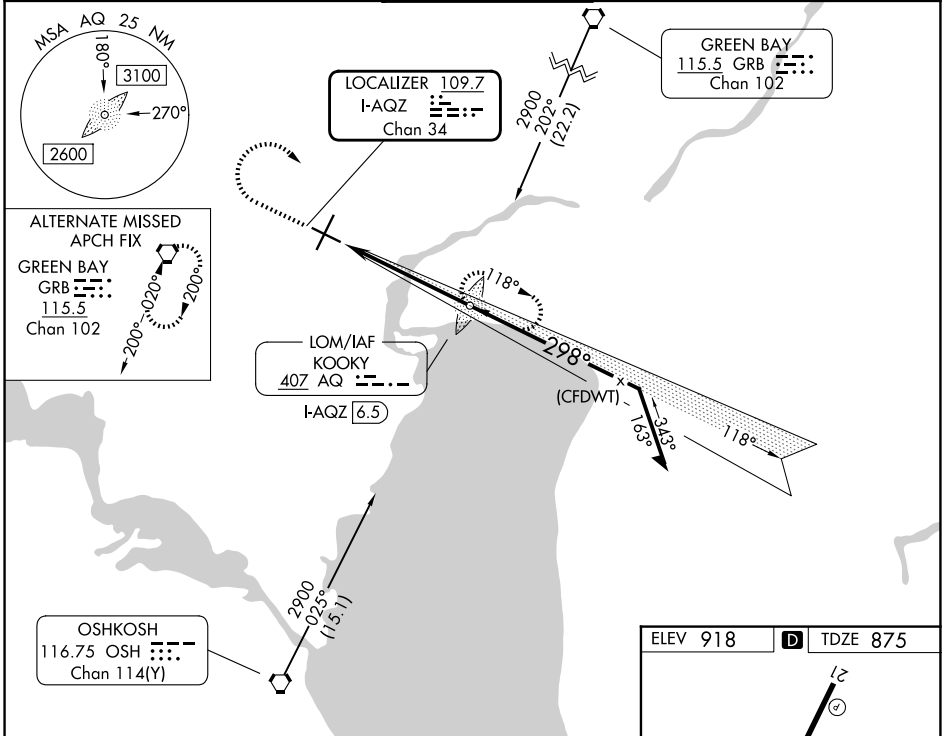 MSA AQ 25 NM
180°
3100
270°
2600
LOCALIZER 109.7
I-AQZ
Chan 34
2900
202°
(22.2)
GREEN BAY
115.5 GRB
Chan 102
ALTERNATE MISSED
APCH FIX
GREEN BAY
GRB
115.5
Chan 102
020°
200°
200°
118°
LOM/IAF
KOOKY
407 AQ
I-AQZ 6.5
298°
x
(CFDWT)
343°
163°
118°
2900
025°
(15.1)
OSHKOSH
116.75 OSH
Chan 114(Y)
ELEV 918 D TDZE 875
21
P